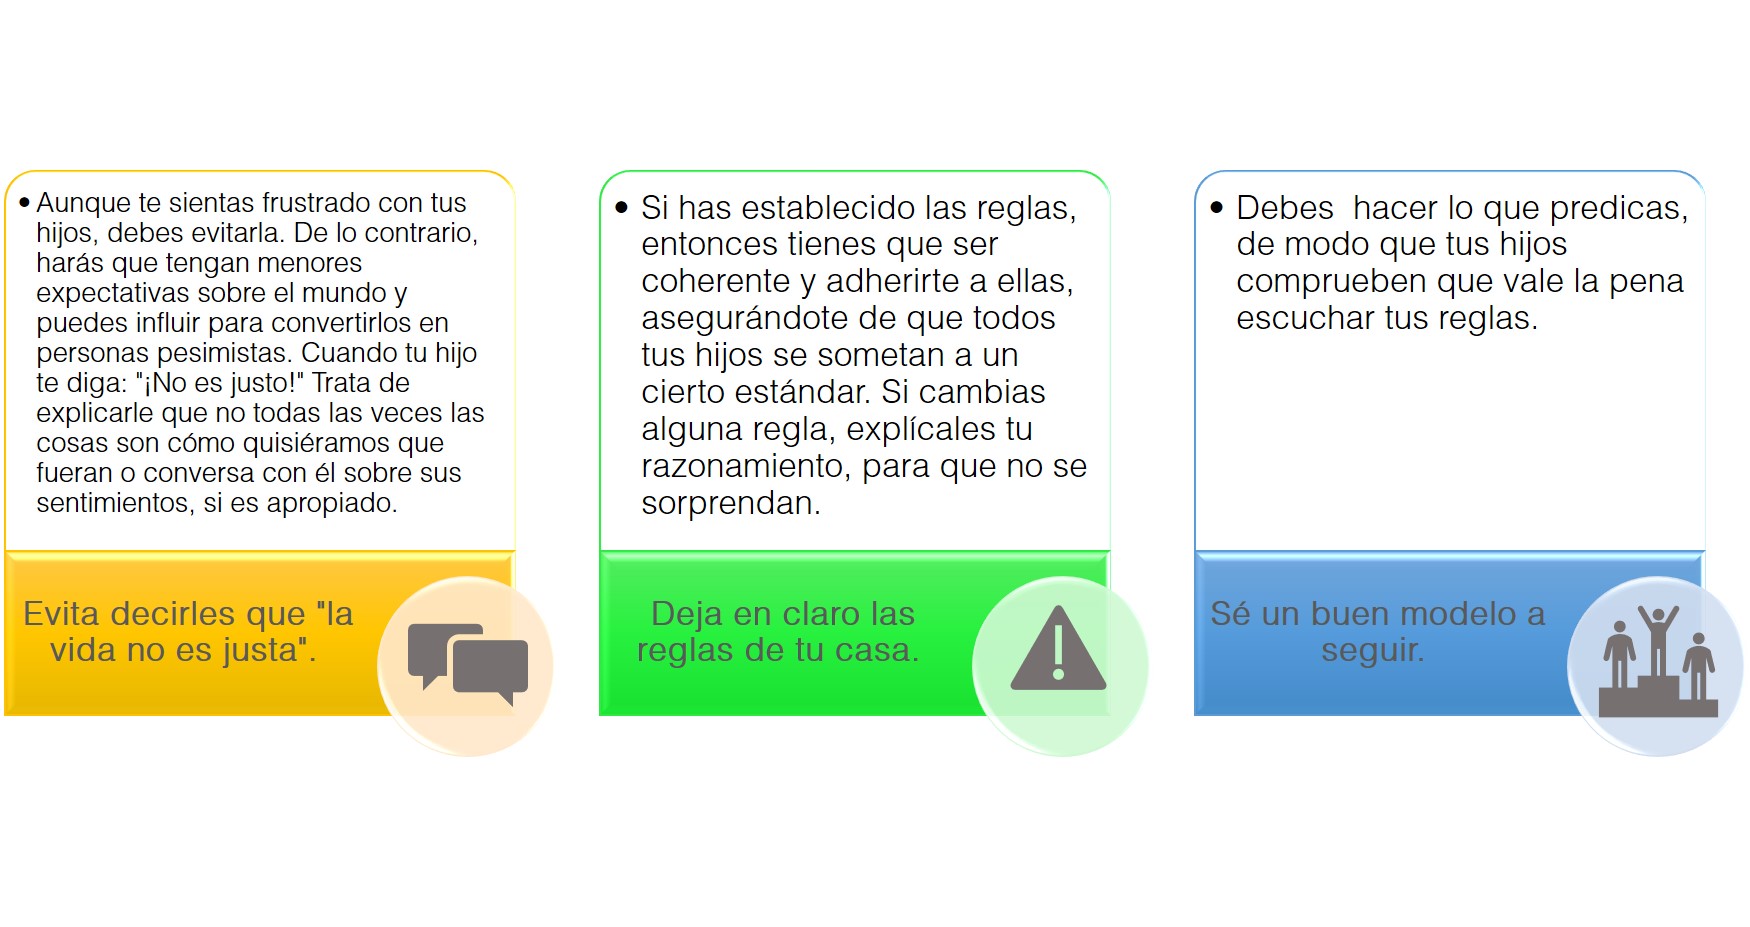 • Aunque te sientas frustrado con tus
hijos, debes evitarla. De lo contrario,
harás que tengan menores
expectativas sobre el mundo y
puedes influir para convertirlos en
personas pesimistas. Cuando tu hijo
te diga: "¡No es justo!" Trata de
explicarle que no todas las veces las
cosas son cómo quisiéramos que
fueran o conversa con él sobre sus
sentimientos, si es apropiado.
Evita decirles que "la
vida no es justa".
• Si has establecido las reglas,
entonces tienes que ser
coherente y adherirte a ellas,
asegurándote de que todos
tus hijos se sometan a un
cierto estándar. Si cambias
alguna regla, explícales tu
razonamiento, para que no se
sorprendan.
Deja en claro las
reglas de tu casa.
• Debes  hacer lo que predicas,
de modo que tus hijos
comprueben que vale la pena
escuchar tus reglas.
Sé un buen modelo a
seguir.